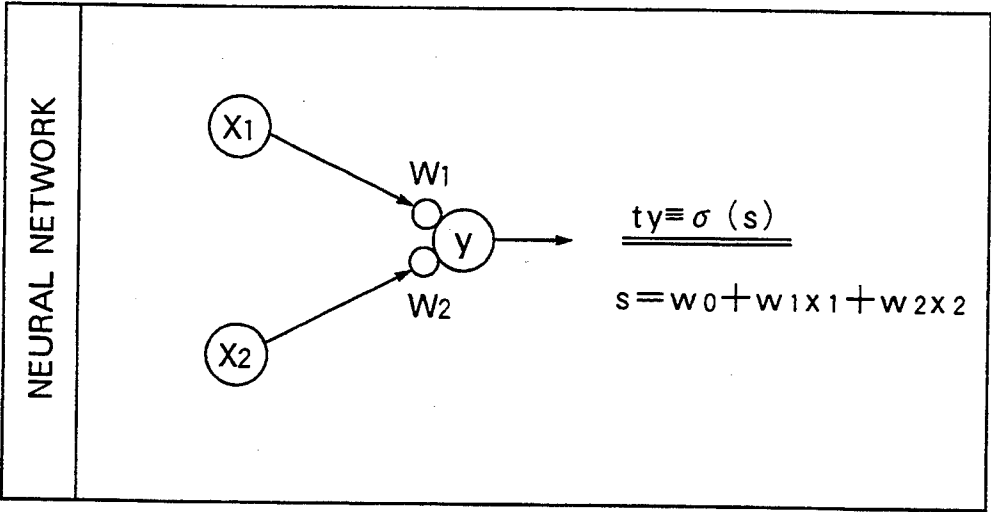 NEURAL NETWORK
X1
W1
ty≡σ (s)
y
s=w0+w1x1+w2x2
W2
X2